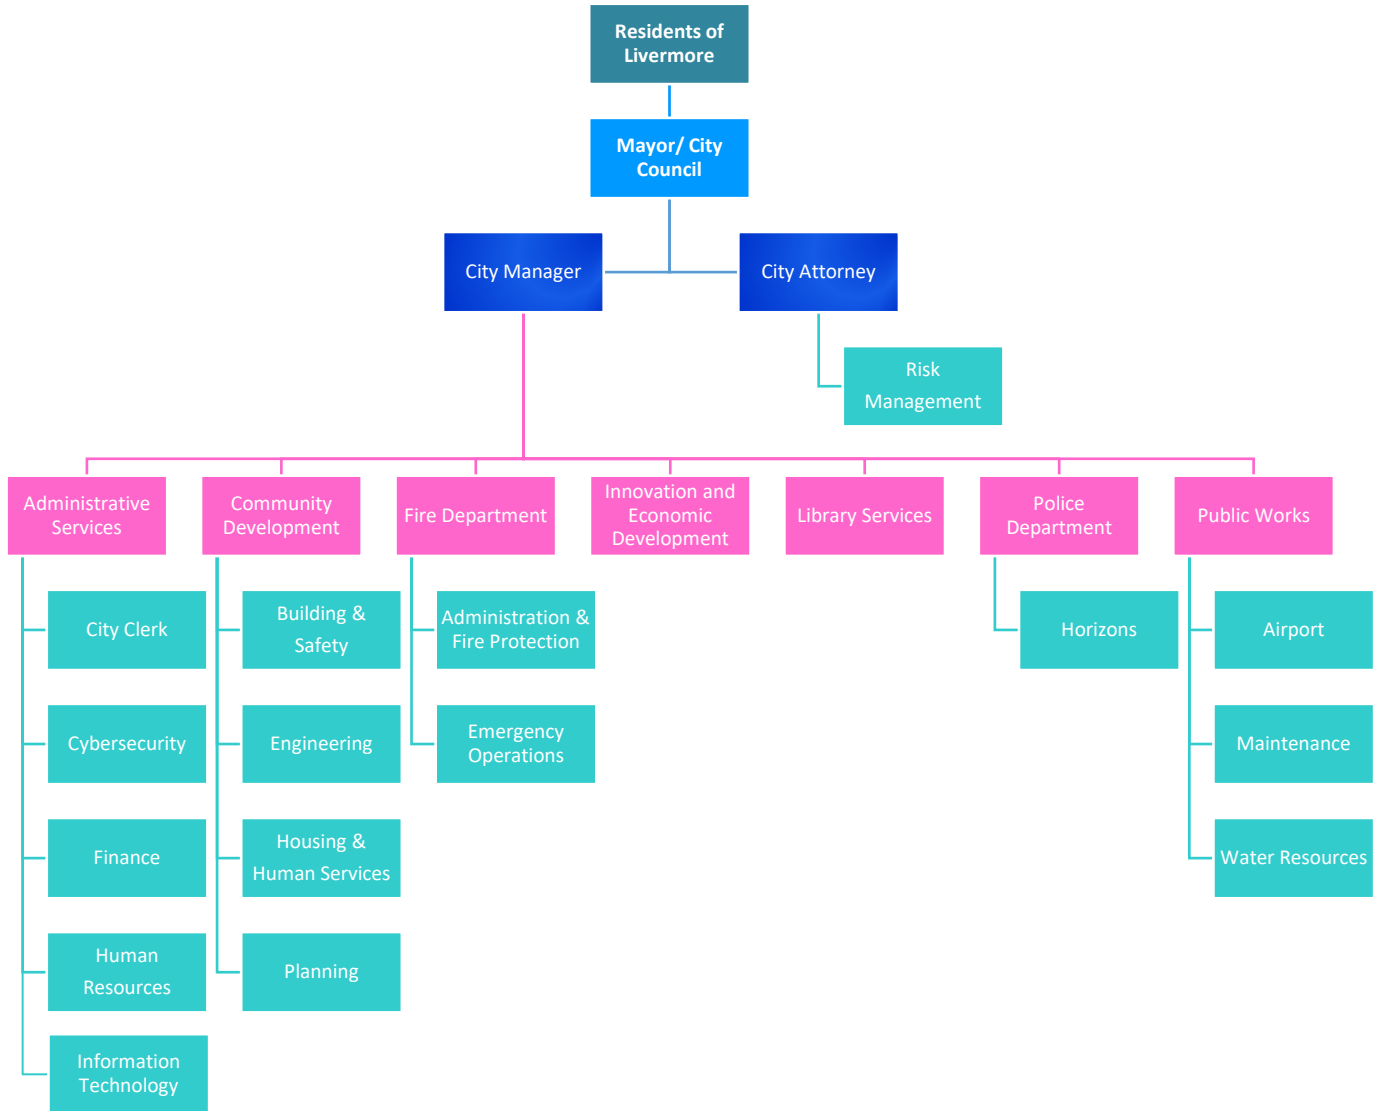 Residents of
Livermore
Mayor/ City
Council
City Manager
City Attorney
Risk
Management
Administrative
Services
Community
Development
Fire Department
Innovation and
Economic
Development
Library Services
Police
Department
Public Works
City Clerk
Building &
Safety
Administration &
Fire Protection
Horizons
Airport
Cybersecurity
Engineering
Emergency
Operations
Maintenance
Finance
Housing &
Human Services
Water Resources
Human
Resources
Planning
Information
Technology